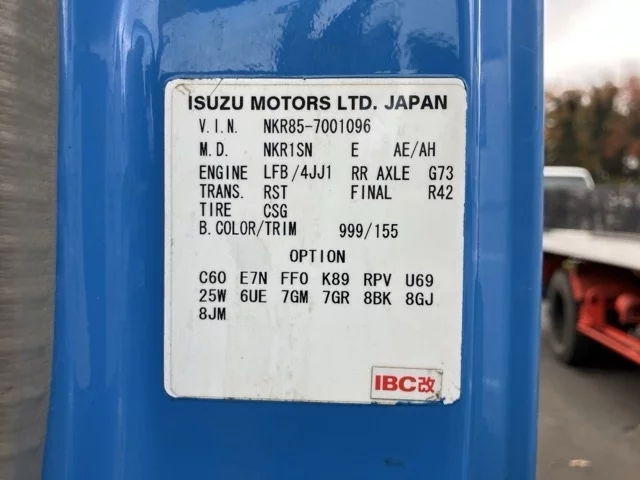 ISUZU MOTORS LTD. JAPAN
V.I.N. NKR85-7001096
M.D. NKR1SN E AE/AH
ENGINE LFB/4JJ1 RR AXLE G73
TRANS. RST FINAL R42
TIRE CSG
B.COLOR/TRIM 999/155
OPTION
C60 E7N FF0 K89 RPV U69
25W 6UE 7GM 7GR 8BK 8GJ
8JM
IBC改